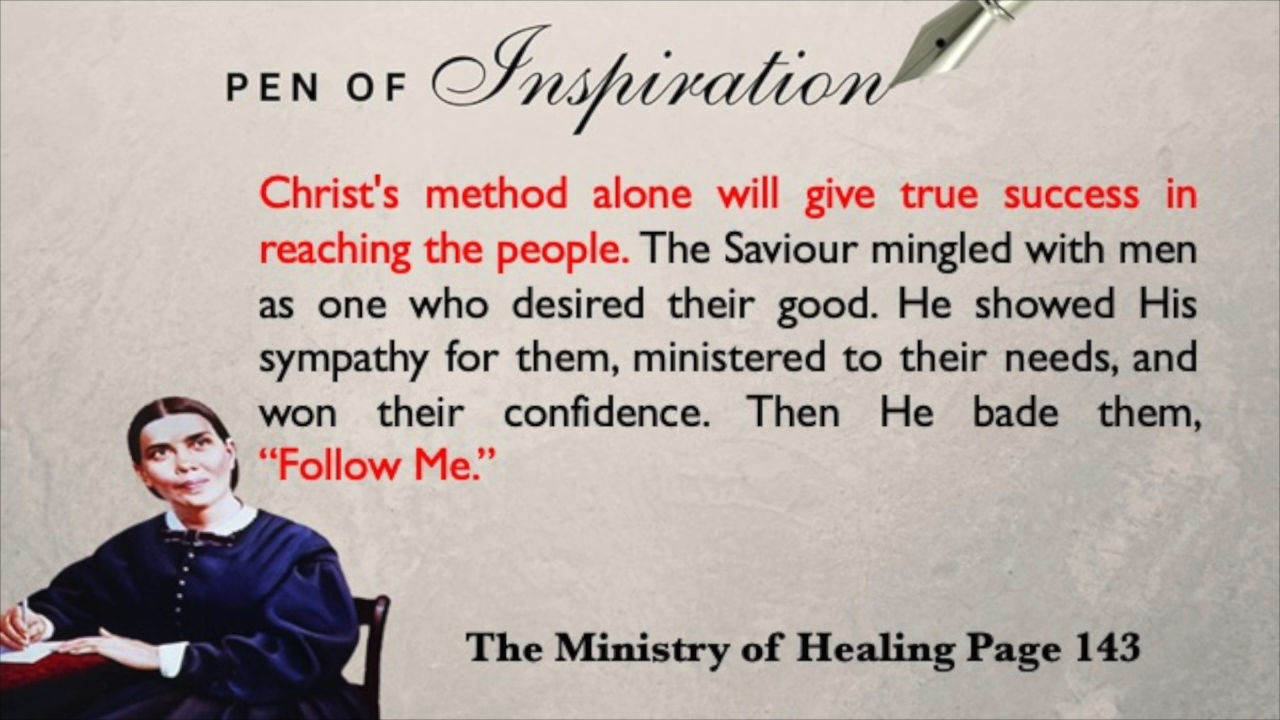 PEN OF Inspiration
Christ's method alone will give true success in
reaching the people. The Saviour mingled with men
as one who desired their good. He showed His
sympathy for them, ministered to their needs, and
won their confidence. Then He bade them,
“Follow Me.”
The Ministry of Healing Page 143